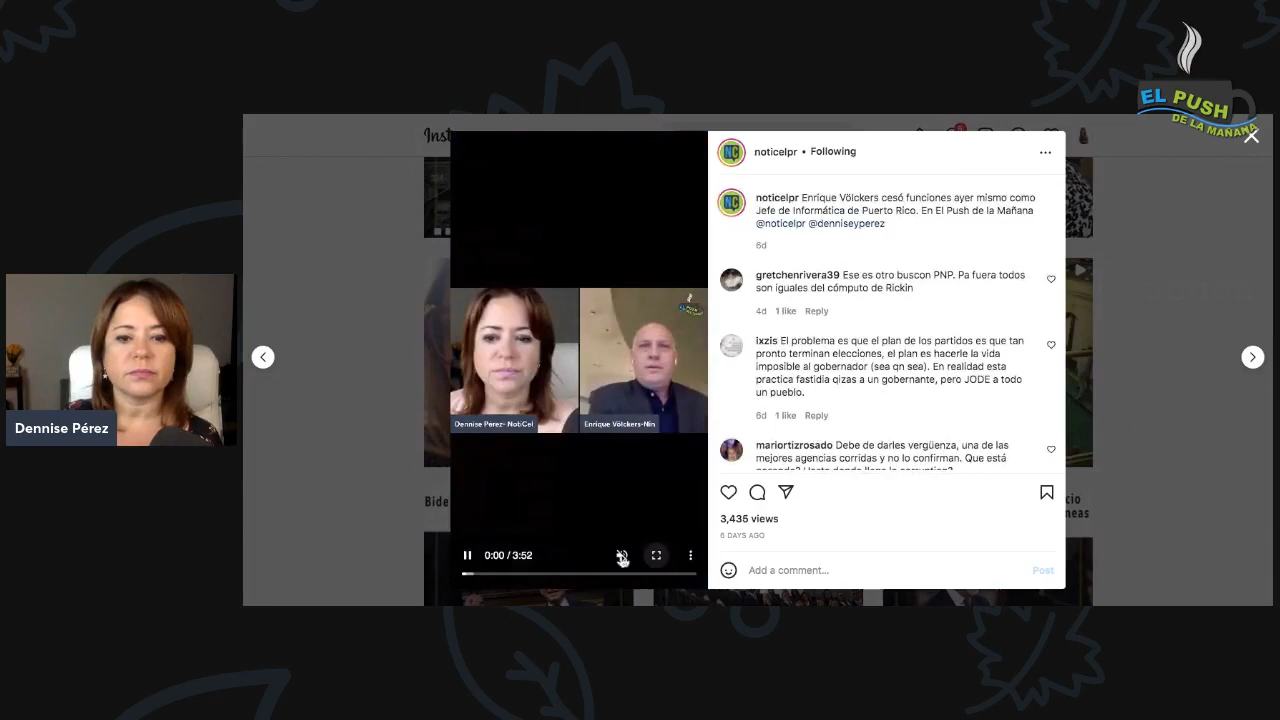 EL PUSH
DE LA MAÑANA
Inst
noticelpr • Following
noticelpr Enrique Völckers cesó funciones ayer mismo como
Jefe de Informática de Puerto Rico. En El Push de la Mañana
@noticelpr @denniseyperez
6d
gretchenrivera39 Ese es otro buscon PNP. Pa fuera todos
son iguales del cómputo de Rickin
4d 1 like Reply
ixzis El problema es que el plan de los partidos es que tan
pronto terminan elecciones, el plan es hacerle la vida
imposible al gobernador (sea qn sea). En realidad esta
practica fastidia qizas a un gobernante, pero JODE a todo
un pueblo.
6d 1 like Reply
mariortizrosado Debe de darles vergüenza, una de las
mejores agencias corridas y no lo confirman. Que está
Dennise Pérez
Dennise Perez- NotiCel
Enrique Völckers-Nin
Bide
cio
neas
3,435 views
6 DAYS AGO
0:00 / 3:52
Add a comment...
Post